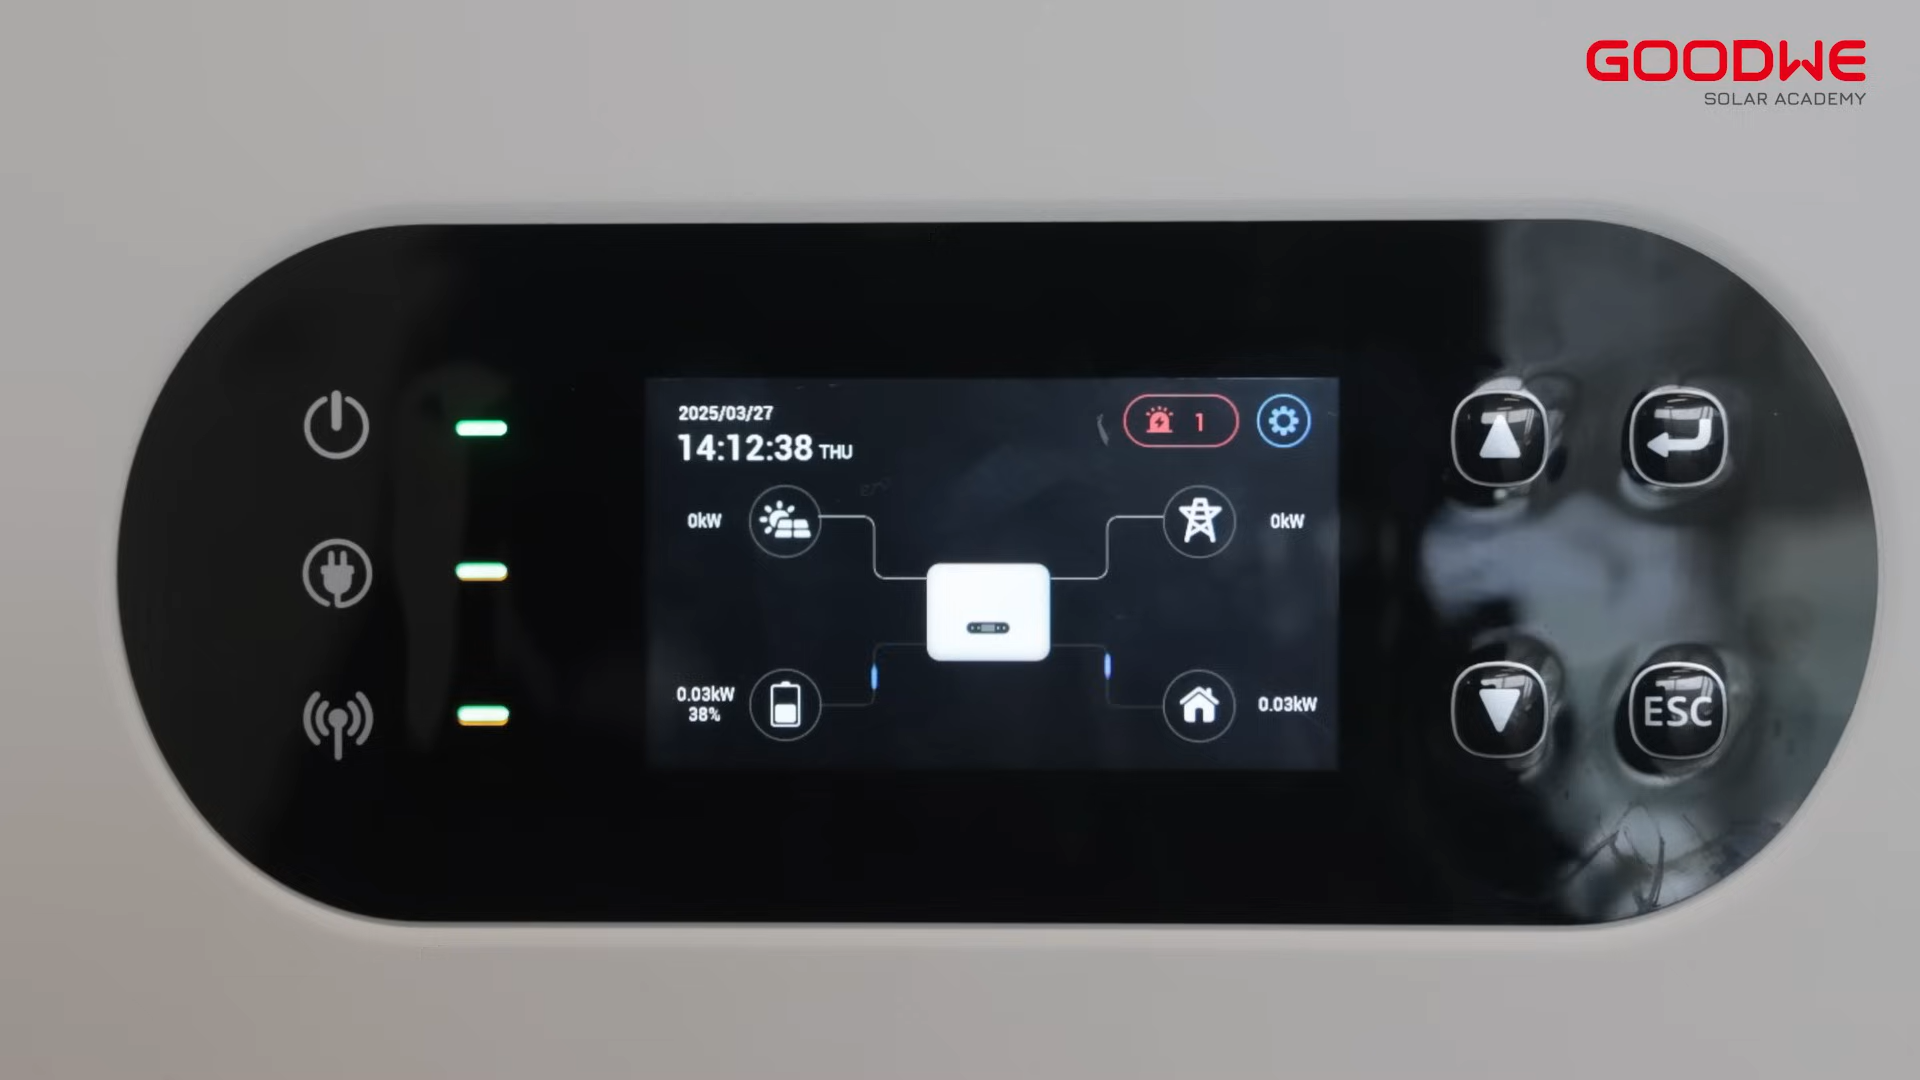 GOODWE
SOLAR ACADEMY
2025/03/27
14:12:38 THU
1
0kW
0kW
0.03kW
38%
0.03kW
ESC